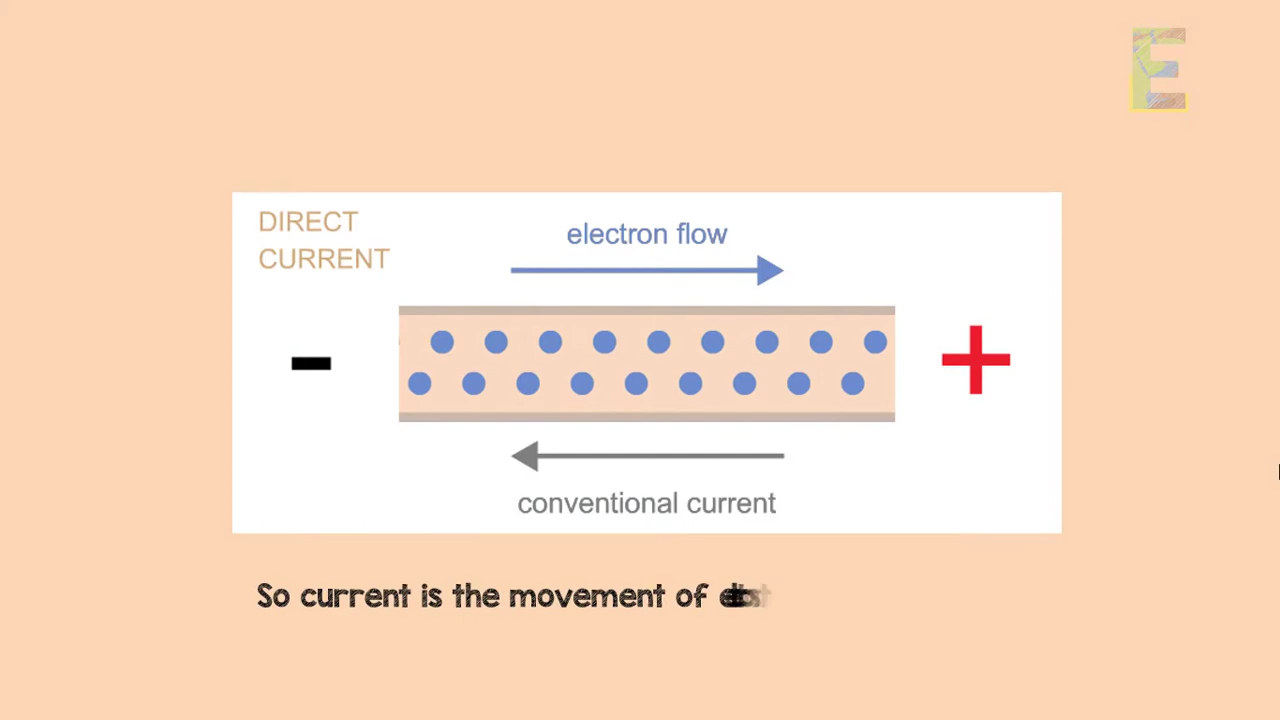 E
DIRECT
CURRENT
electron flow
-
+
conventional current
So current is the movement of